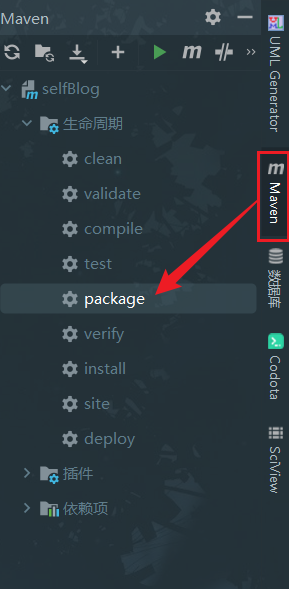 Maven
selfBlog
生命周期
clean
validate
compile
test
package
verify
install
site
deploy
插件
依赖项
UML Generator
Maven
数据库
Codota
SciView